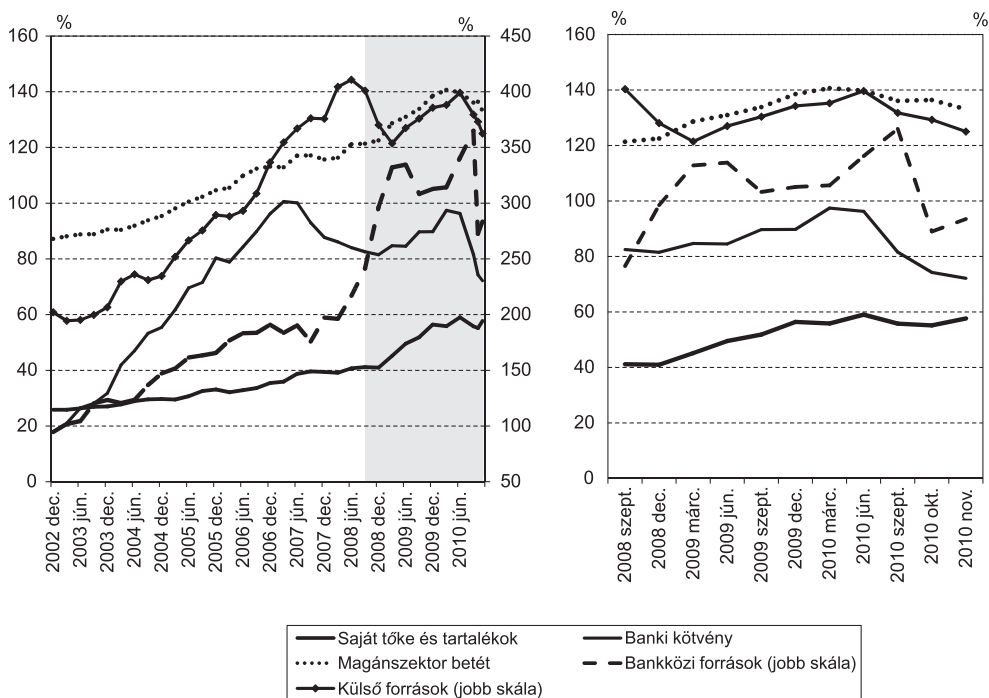 % % % %
160 450 160
140 400 140
120 350 120
100 300 100
80 250 80
60 200 60
40 150 40
20 100 20
0 50 0
2002 dec.
2003 jún.
2003 dec.
2004 jún.
2004 dec.
2005 jún.
2005 dec.
2006 jún.
2006 dec.
2007 jún.
2007 dec.
2008 jún.
2008 dec.
2009 jún.
2009 dec.
2010 jún.
2008 szept.
2008 dec.
2009 márc.
2009 jún.
2009 szept.
2009 dec.
2010 márc.
2010 jún.
2010 szept.
2010 okt.
2010 nov.
Saját tőke és tartalékok
Banki kötvény
Magánszektor betét
Bankközi források (jobb skála)
Külső források (jobb skála)